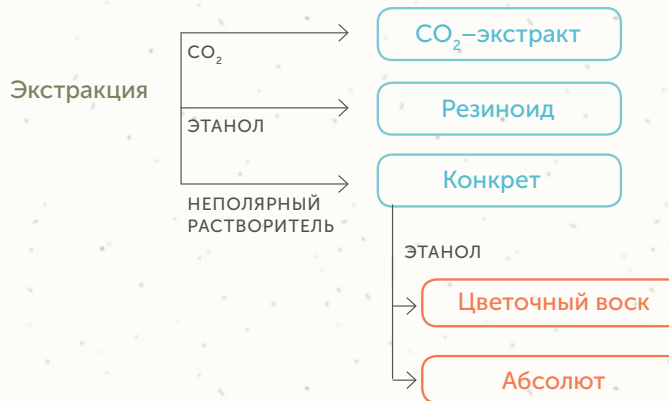 CO₂
CO₂–экстракт
Экстракция
ЭТАНОЛ
Резиноид
НЕПОЛЯРНЫЙ
РАСТВОРИТЕЛЬ
Конкрет
ЭТАНОЛ
Цветочный воск
Абсолют